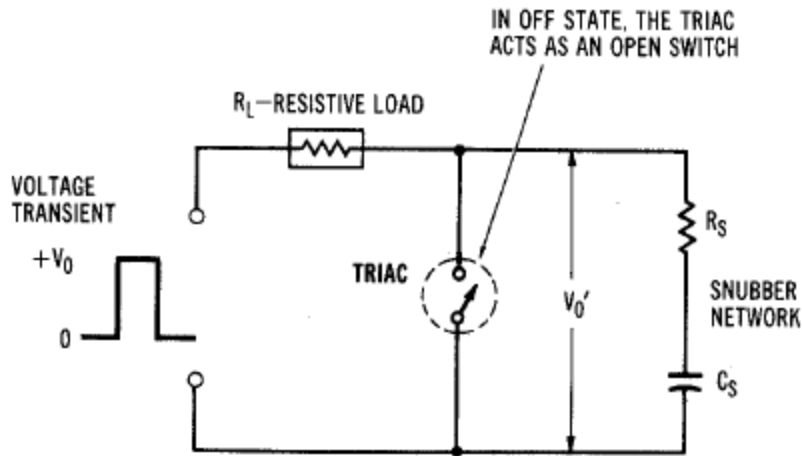 IN OFF STATE, THE TRIAC
ACTS AS AN OPEN SWITCH
RL–RESISTIVE LOAD
VOLTAGE
TRANSIENT
+V0
0
TRIAC
V0'
RS
SNUBBER
NETWORK
CS